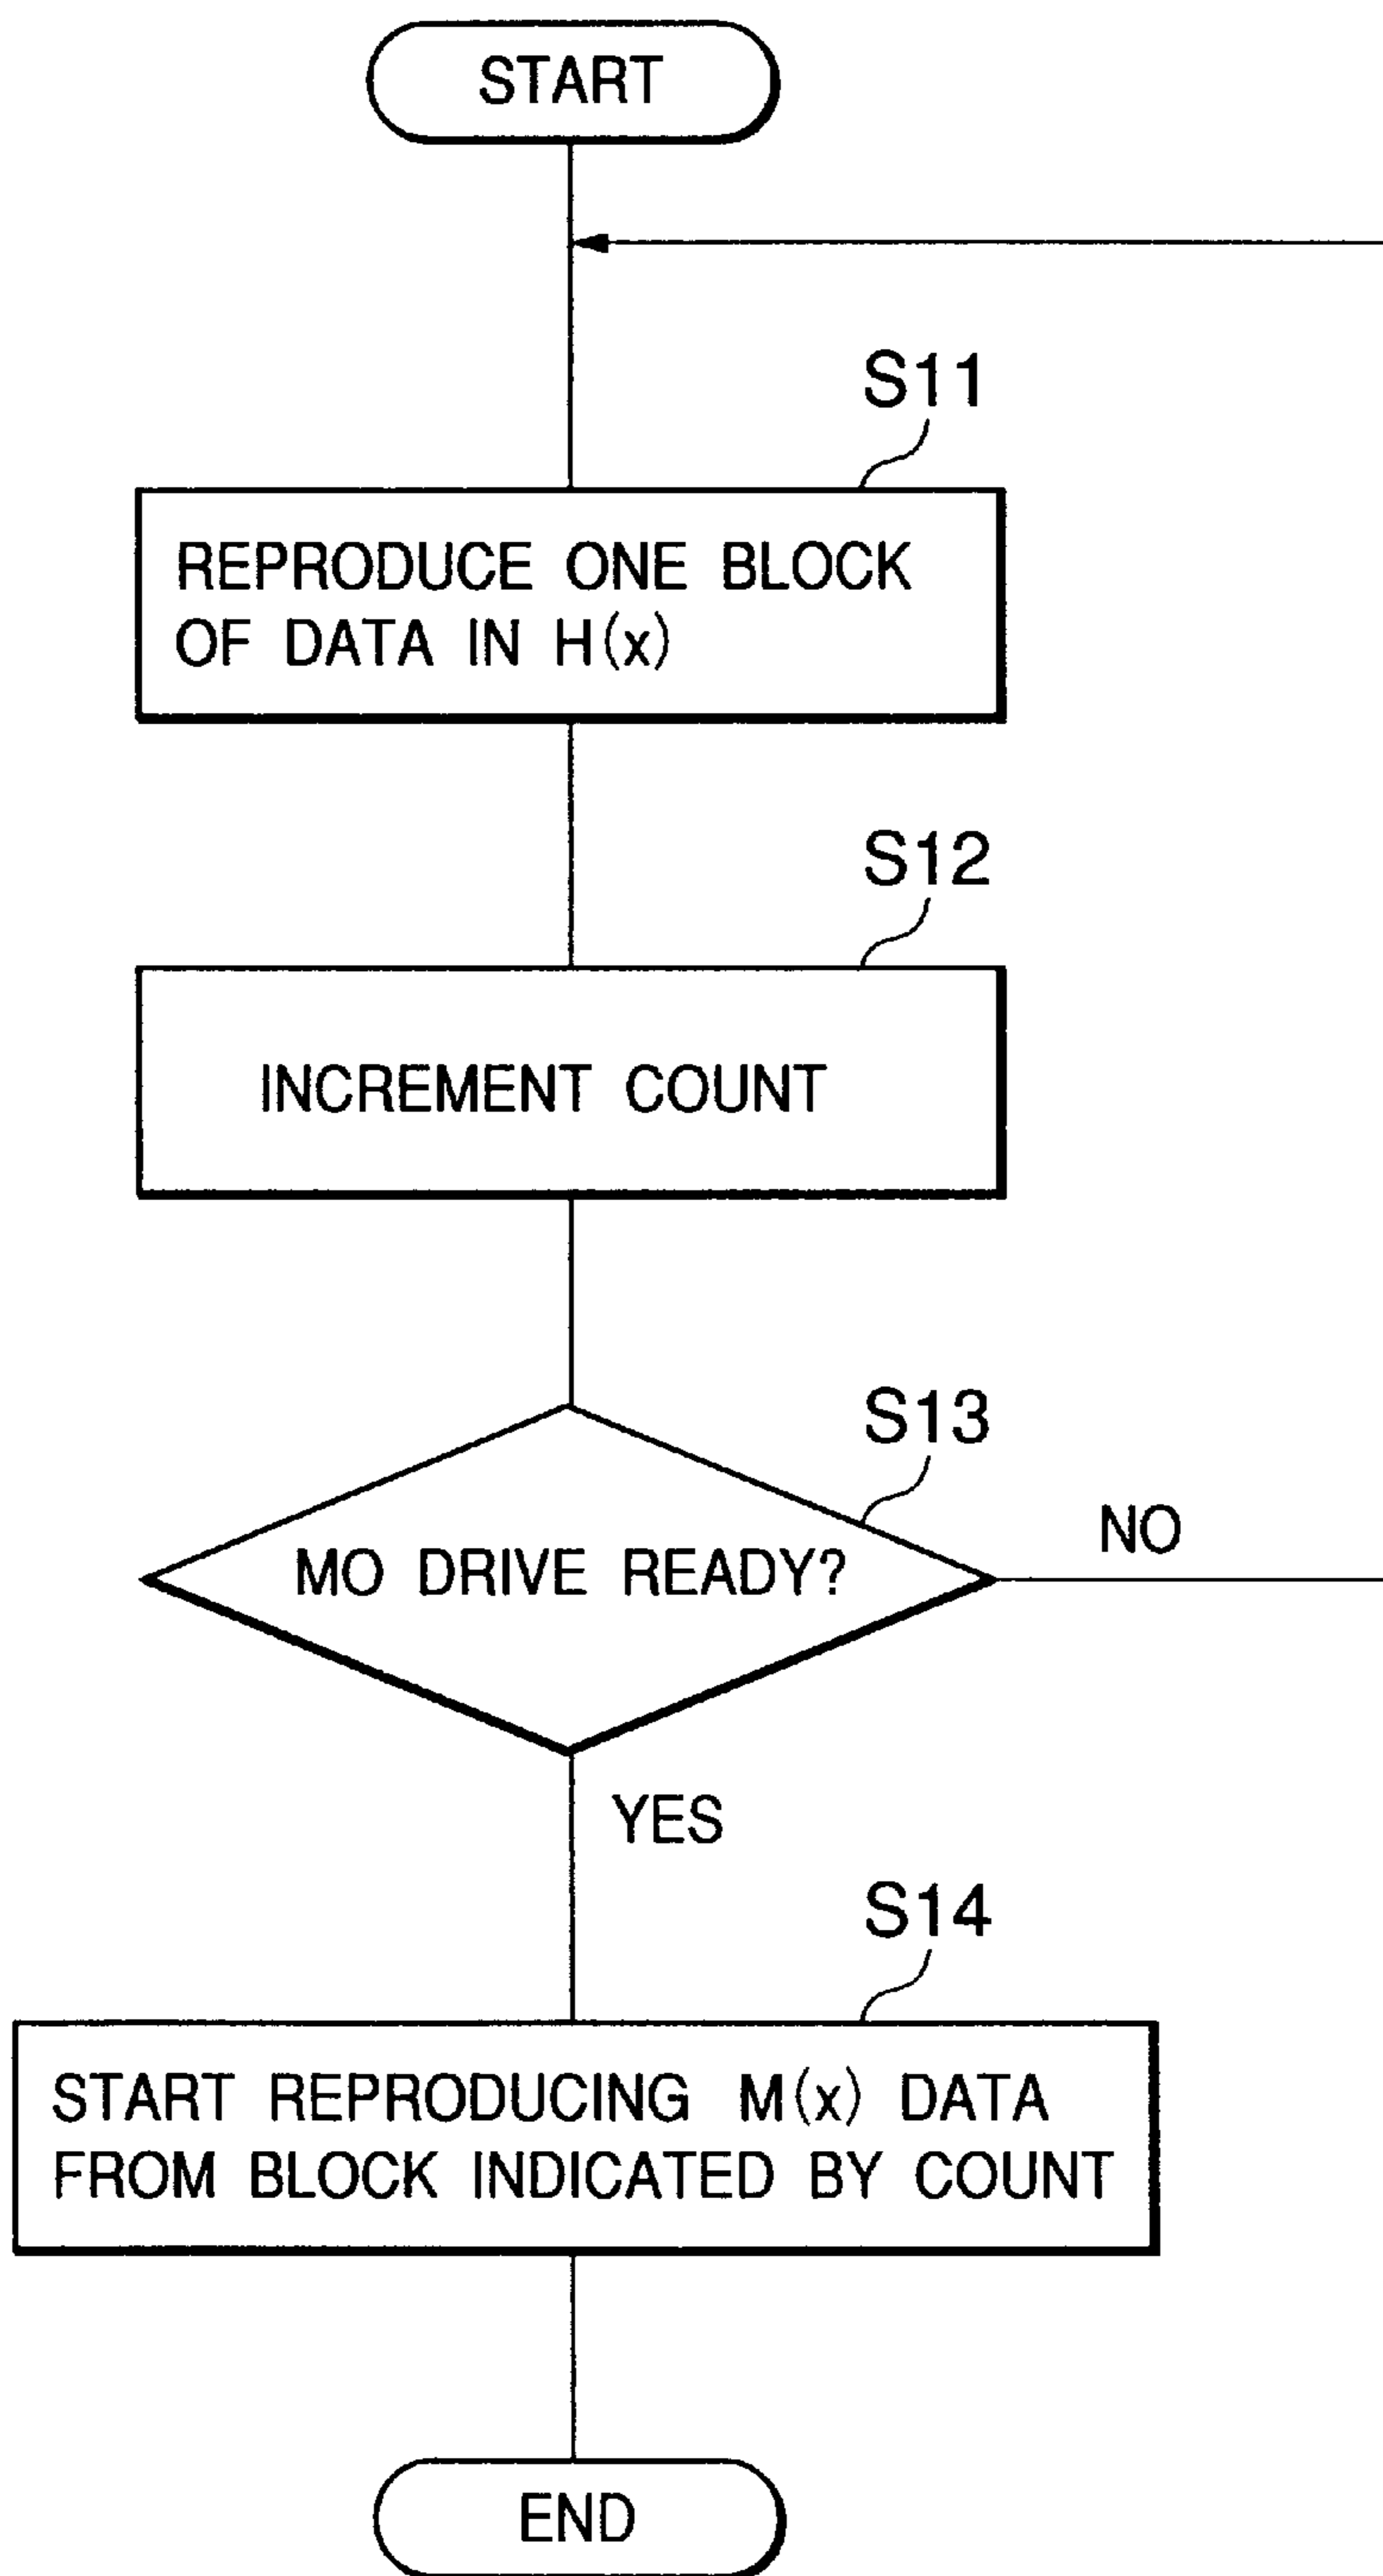 START
S11
REPRODUCE ONE BLOCK
OF DATA IN H(x)
S12
INCREMENT COUNT
S13
MO DRIVE READY?
NO
YES
S14
START REPRODUCING M(x) DATA
FROM BLOCK INDICATED BY COUNT
END